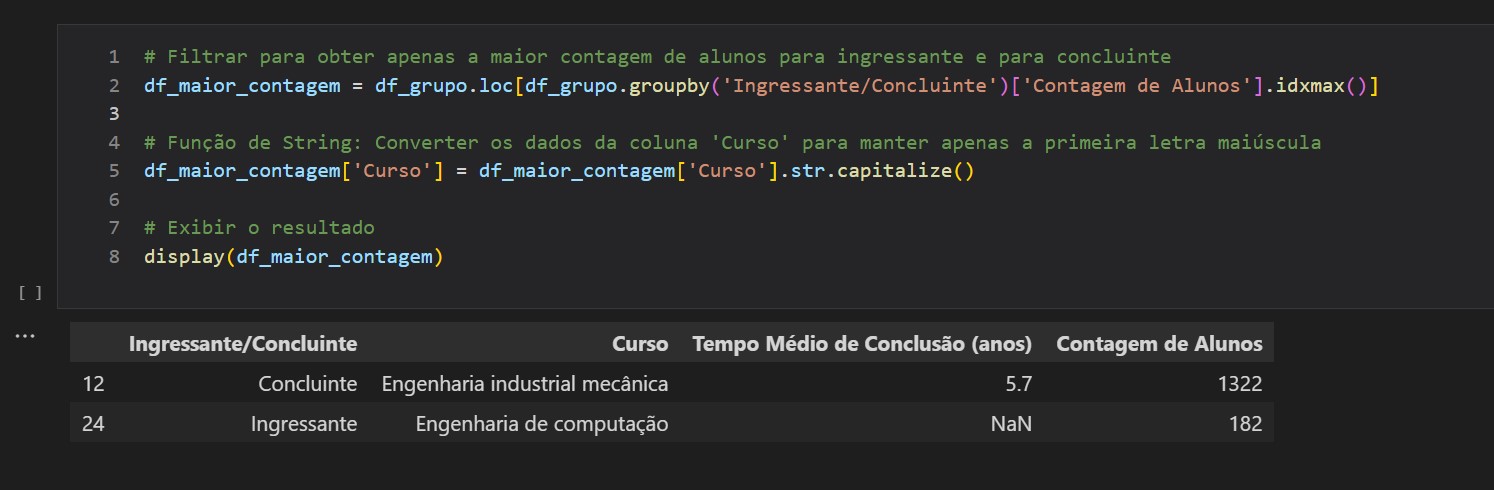 1 # Filtrar para obter apenas a maior contagem de alunos para ingressante e para concluinte
2 df_maior_contagem = df_grupo.loc[df_grupo.groupby('Ingressante/Concluinte')['Contagem de Alunos'].idxmax()]
3
4 # Função de String: Converter os dados da coluna 'Curso' para manter apenas a primeira letra maiúscula
5 df_maior_contagem['Curso'] = df_maior_contagem['Curso'].str.capitalize()
6
7 # Exibir o resultado
8 display(df_maior_contagem)
[ ]
...
Ingressante/Concluinte Curso Tempo Médio de Conclusão (anos) Contagem de Alunos
12 Concluinte Engenharia industrial mecânica 5.7 1322
24 Ingressante Engenharia de computação NaN 182